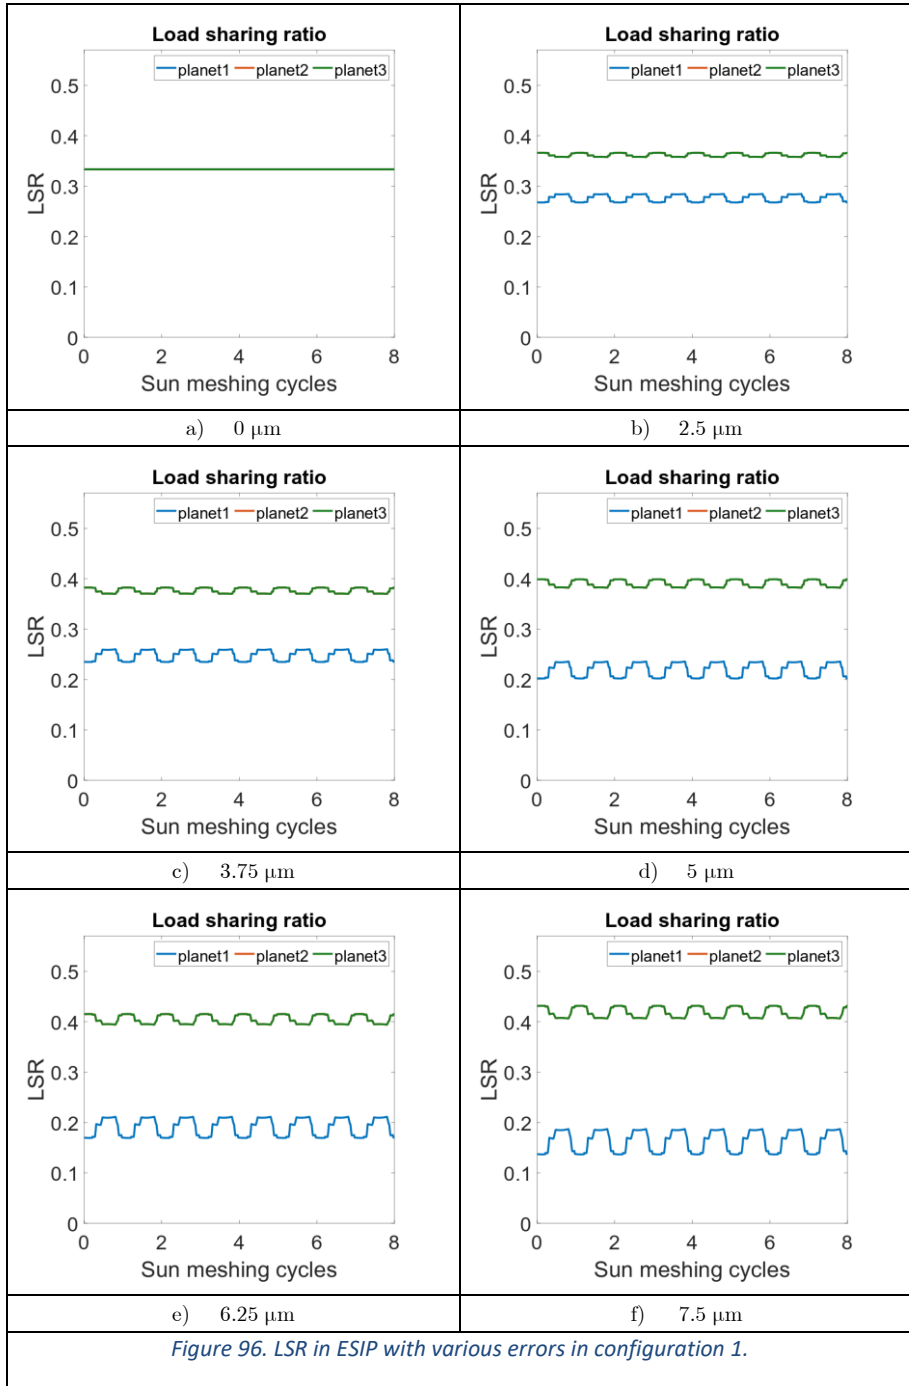 Load sharing ratio
planet1 planet2 planet3
0.5
0.4
0.3
0.2
0.1
0
LSR
0 2 4 6 8
Sun meshing cycles
a) 0 μm
Load sharing ratio
planet1 planet2 planet3
0.5
0.4
0.3
0.2
0.1
0
LSR
0 2 4 6 8
Sun meshing cycles
b) 2.5 μm
Load sharing ratio
planet1 planet2 planet3
0.5
0.4
0.3
0.2
0.1
0
LSR
0 2 4 6 8
Sun meshing cycles
c) 3.75 μm
Load sharing ratio
planet1 planet2 planet3
0.5
0.4
0.3
0.2
0.1
0
LSR
0 2 4 6 8
Sun meshing cycles
d) 5 μm
Load sharing ratio
planet1 planet2 planet3
0.5
0.4
0.3
0.2
0.1
0
LSR
0 2 4 6 8
Sun meshing cycles
e) 6.25 μm
Load sharing ratio
planet1 planet2 planet3
0.5
0.4
0.3
0.2
0.1
0
LSR
0 2 4 6 8
Sun meshing cycles
f) 7.5 μm
Figure 96. LSR in ESIP with various errors in configuration 1.